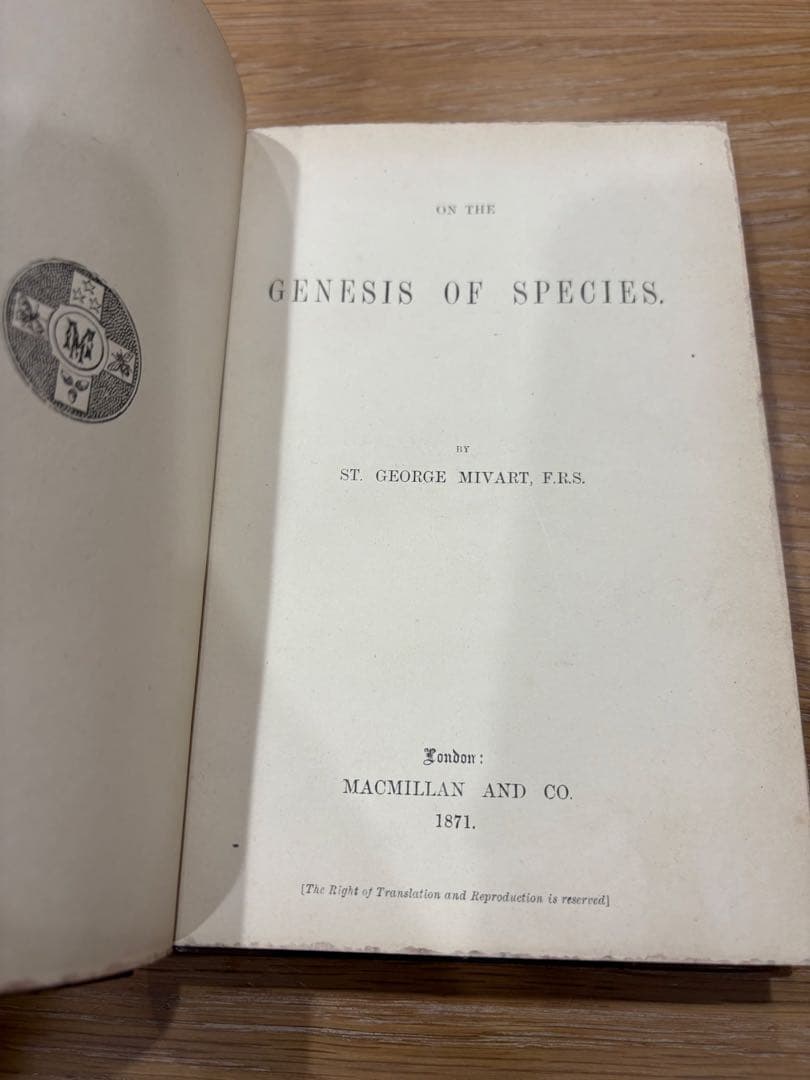 ON THE
GENESIS OF SPECIES.
BY
ST. GEORGE MIVART, F.R.S.
London:
MACMILLAN AND CO.
1871.
[The Right of Translation and Reproduction is reserved]